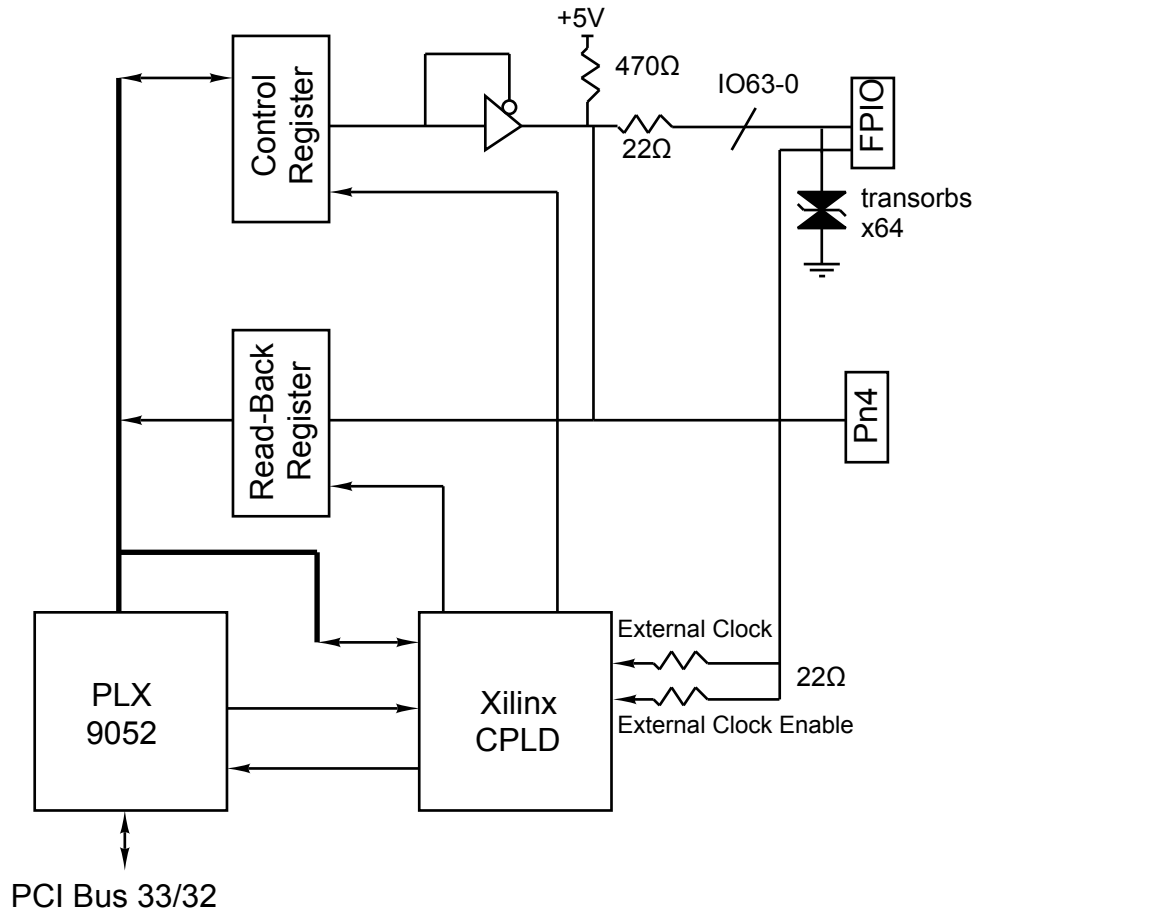 +5V
470Ω
IO63-0
22Ω
FPIO
Control
Register
transorbs
x64
Read-Back
Register
Pn4
External Clock
22Ω
External Clock Enable
PLX
9052
Xilinx
CPLD
PCI Bus 33/32